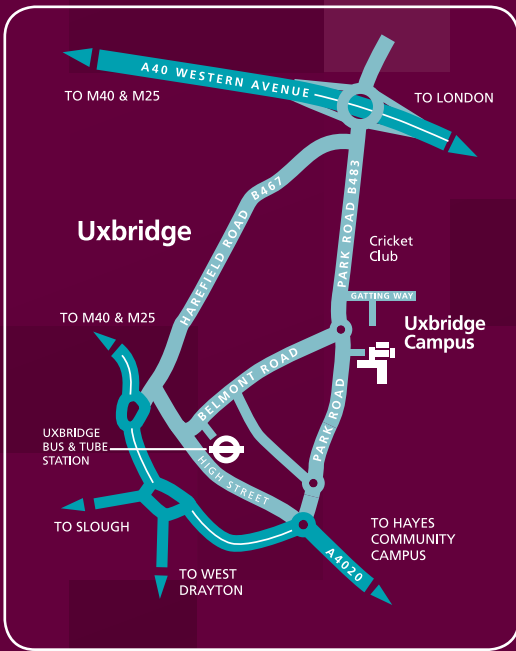 A40 WESTERN AVENUE
TO M40 & M25
TO LONDON
HAREFIELD ROAD B467
PARK ROAD B483
Uxbridge
Cricket
Club
GATTING WAY
TO M40 & M25
Uxbridge
Campus
BELMONT ROAD
PARK ROAD
UXBRIDGE
BUS & TUBE
STATION
HIGH STREET
TO SLOUGH
TO HAYES
COMMUNITY
CAMPUS
A4020
TO WEST
DRAYTON